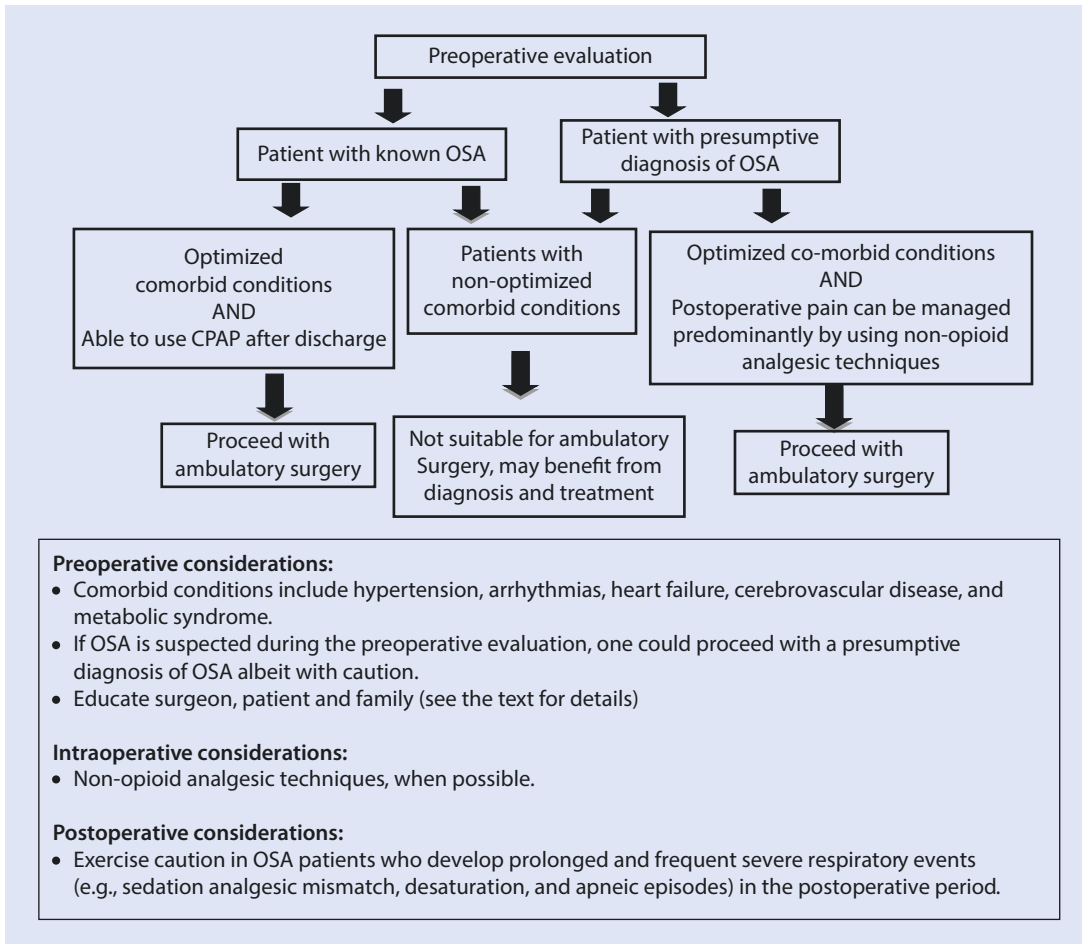 Preoperative evaluation
Patient with known OSA
Patient with presumptive
diagnosis of OSA
Optimized
comorbid conditions
AND
Able to use CPAP after discharge
Patients with
non-optimized
comorbid conditions
Optimized co-morbid conditions
AND
Postoperative pain can be managed
predominantly by using non-opioid
analgesic techniques
Proceed with
ambulatory surgery
Not suitable for ambulatory
Surgery, may benefit from
diagnosis and treatment
Proceed with
ambulatory surgery
Preoperative considerations:
• Comorbid conditions include hypertension, arrhythmias, heart failure, cerebrovascular disease, and
metabolic syndrome.
• If OSA is suspected during the preoperative evaluation, one could proceed with a presumptive
diagnosis of OSA albeit with caution.
• Educate surgeon, patient and family (see the text for details)
Intraoperative considerations:
• Non-opioid analgesic techniques, when possible.
Postoperative considerations:
• Exercise caution in OSA patients who develop prolonged and frequent severe respiratory events
(e.g., sedation analgesic mismatch, desaturation, and apneic episodes) in the postoperative period.